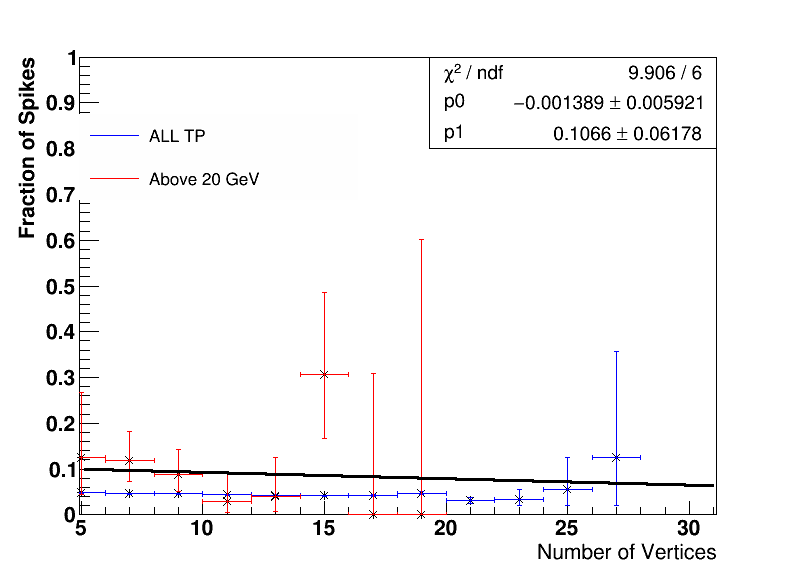 Fraction of Spikes
1
0.9
0.8
0.7
0.6
0.5
0.4
0.3
0.2
0.1
0
ALL TP
Above 20 GeV
χ² / ndf 9.906 / 6
p0 −0.001389 ± 0.005921
p1 0.1066 ± 0.06178
5 10 15 20 25 30
Number of Vertices